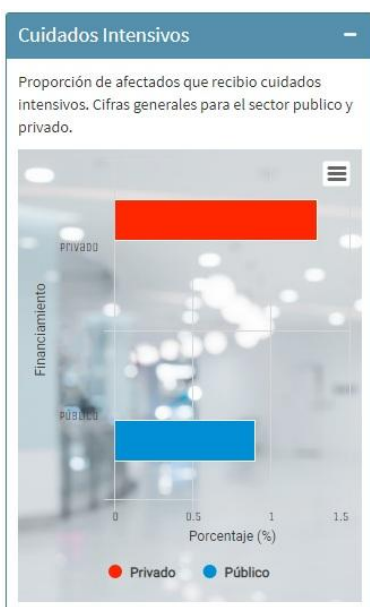 Cuidados Intensivos
Proporción de afectados que recibio cuidados
intensivos. Cifras generales para el sector publico y
privado.
Privado
Financiamiento
PÚBLICO
0 0.5 1 1.5
Porcentaje (%)
Privado Público